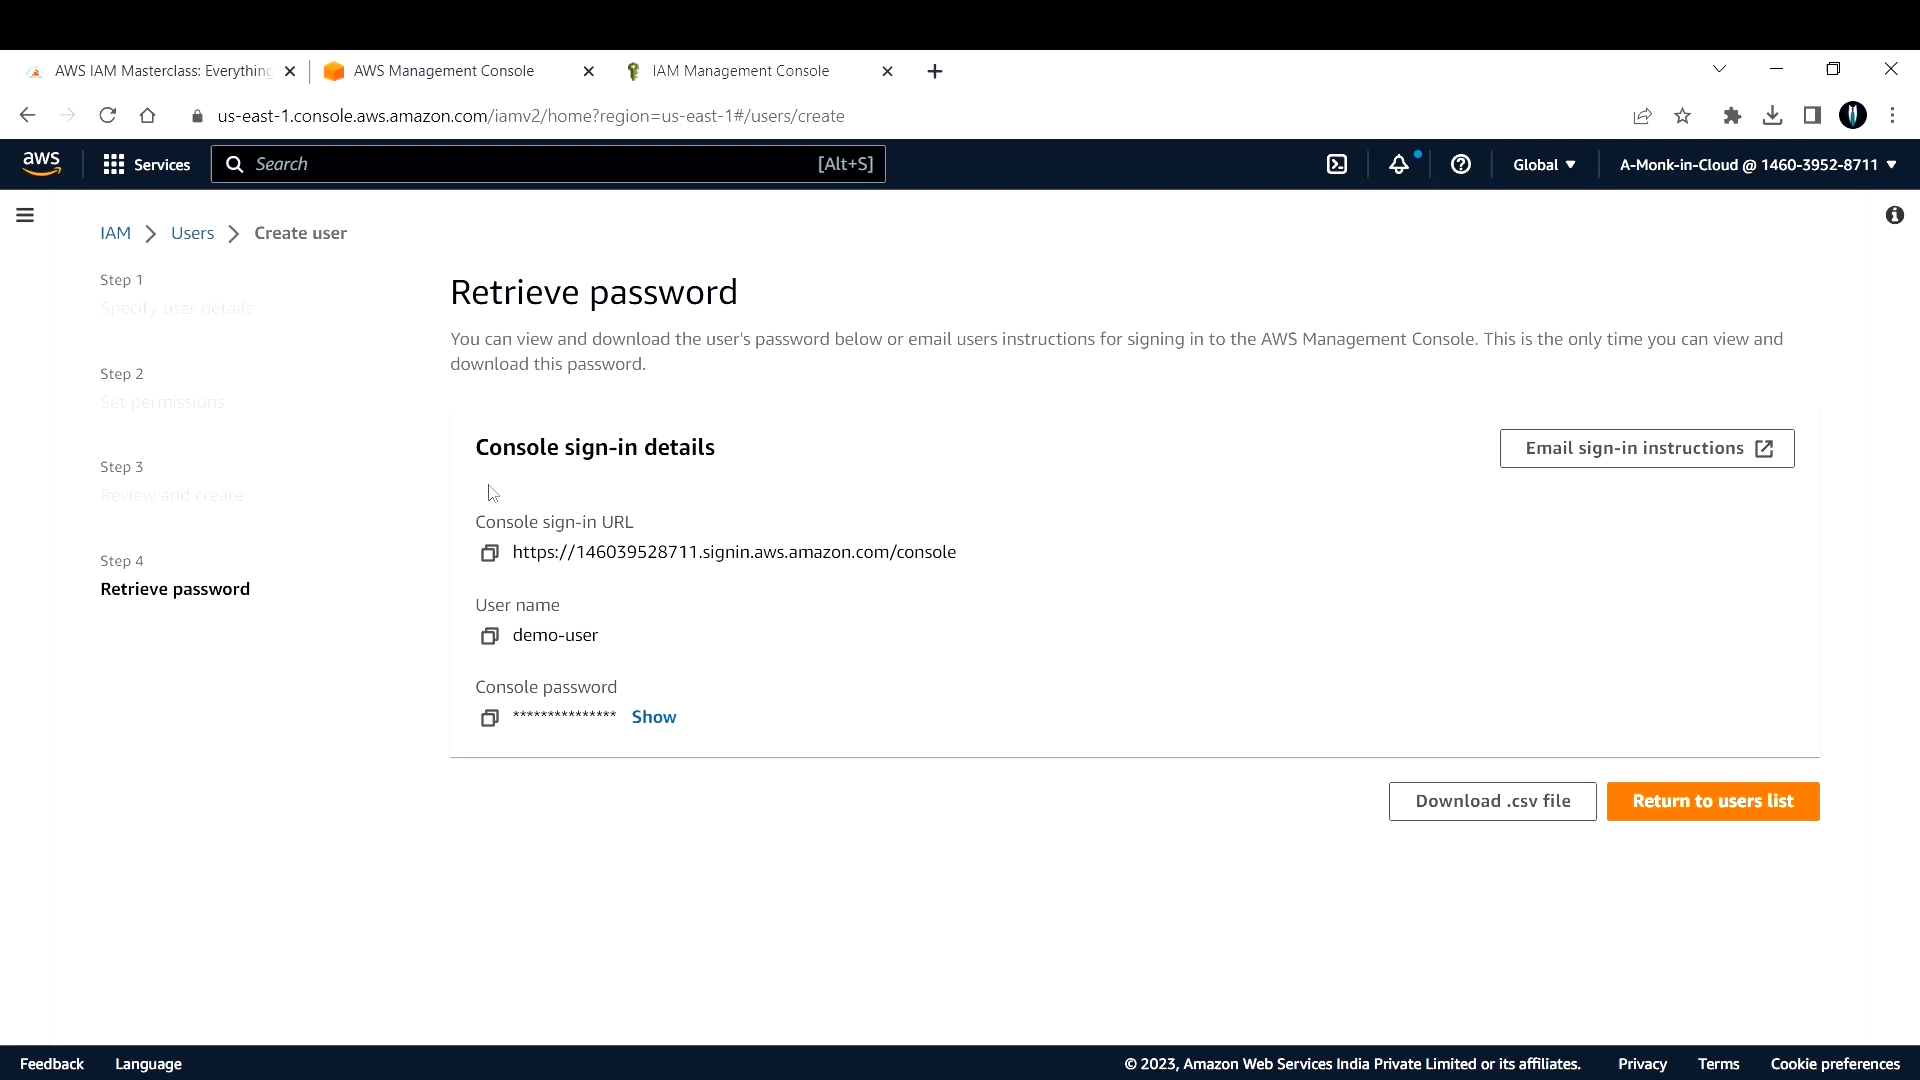 AWS IAM Masterclass: Everything
AWS Management Console
IAM Management Console
us-east-1.console.aws.amazon.com/iamv2/home?region=us-east-1#/users/create
aws
Services
Search
[Alt+S]
Global
A-Monk-in-Cloud @ 1460-3952-8711
IAM
Users
Create user
Step 1
Specify user details
Step 2
Set permissions
Step 3
Review and create
Step 4
Retrieve password
Retrieve password
You can view and download the user's password below or email users instructions for signing in to the AWS Management Console. This is the only time you can view and
download this password.
Console sign-in details
Email sign-in instructions
Console sign-in URL
https://146039528711.signin.aws.amazon.com/console
User name
demo-user
Console password
*************** Show
Download .csv file
Return to users list
Feedback
Language
© 2023, Amazon Web Services India Private Limited or its affiliates.
Privacy
Terms
Cookie preferences